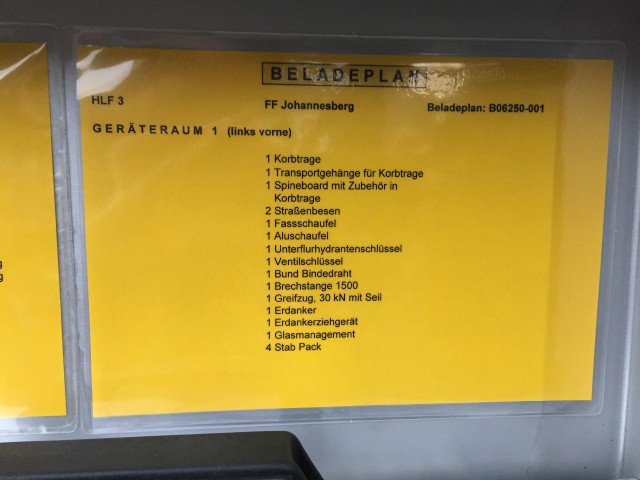 BELADEPLAN
HLF 3 FF Johannesberg Beladeplan: B06250-001
GERÄTERAUM 1 (links vorne)
1 Korbtrage
1 Transportgehänge für Korbtrage
1 Spineboard mit Zubehör in
Korbtrage
2 Straßenbesen
1 Fassschaufel
1 Aluschaufel
1 Unterflurhydrantenschlüssel
1 Ventilschlüssel
1 Bund Bindedraht
1 Brechstange 1500
1 Greifzug, 30 kN mit Seil
1 Erdanker
1 Erdankerziehgerät
1 Glasmanagement
4 Stab Pack